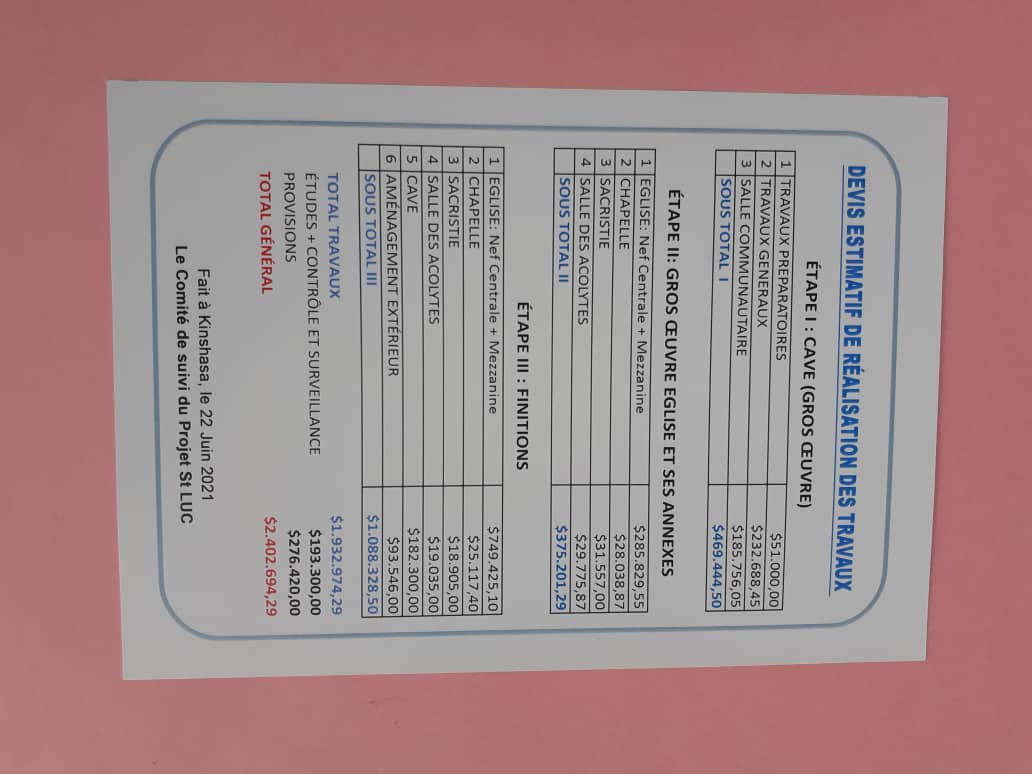 DEVIS ESTIMATIF DE RÉALISATION DES TRAVAUX
ÉTAPE I : CAVE (GROS ŒUVRE)
1 TRAVAUX PREPARATOIRES $51.000,00
2 TRAVAUX GENERAUX $232.688,45
3 SALLE COMMUNAUTAIRE $185.756,05
SOUS TOTAL I $469.444,50
ÉTAPE II: GROS ŒUVRE EGLISE ET SES ANNEXES
1 EGLISE: Nef Centrale + Mezzanine $285.829,55
2 CHAPELLE $28.038,87
3 SACRISTIE $31.557,00
4 SALLE DES ACOLYTES $29.775,87
SOUS TOTAL II $375.201,29
ÉTAPE III : FINITIONS
1 EGLISE: Nef Centrale + Mezzanine $749.425,10
2 CHAPELLE $25.117,40
3 SACRISTIE $18.905,00
4 SALLE DES ACOLYTES $19.035,00
5 CAVE $182.300,00
6 AMÉNAGEMENT EXTÉRIEUR $93.546,00
SOUS TOTAL III $1.088.328,50
TOTAL TRAVAUX $1.932.974,29
ÉTUDES + CONTRÔLE ET SURVEILLANCE $193.300,00
PROVISIONS $276.420,00
TOTAL GÉNÉRAL $2.402.694,29
Fait à Kinshasa, le 22 Juin 2021
Le Comité de suivi du Projet St LUC